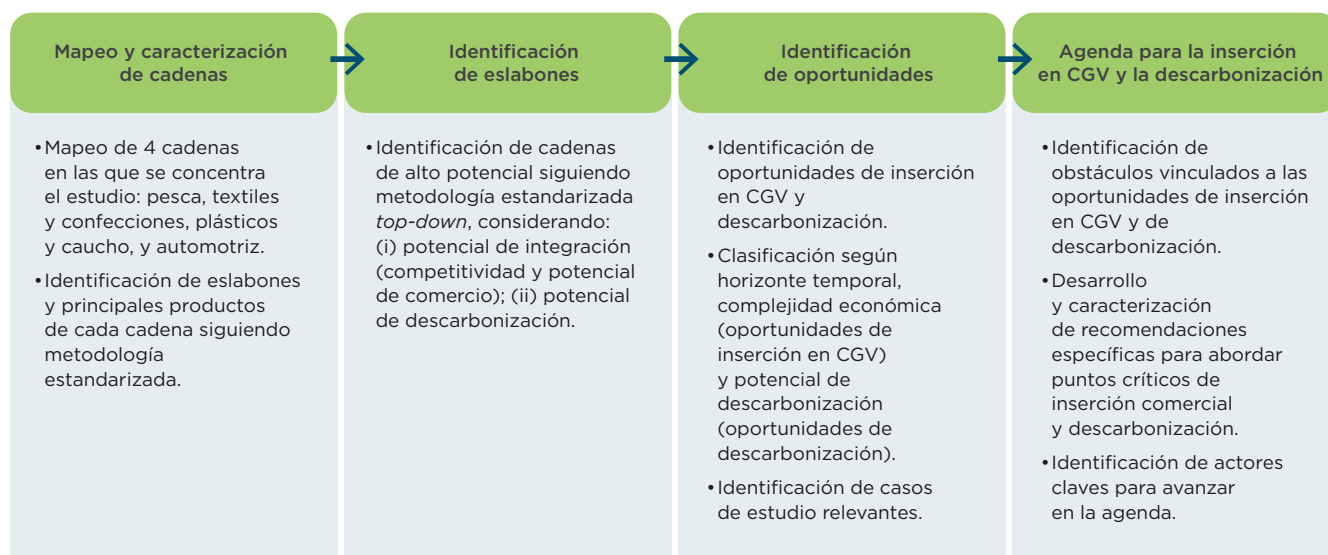 Mapeo y caracterización
de cadenas
Identificación
de eslabones
Identificación
de oportunidades
Agenda para la inserción
en CGV y la descarbonización
•Mapeo de 4 cadenas
en las que se concentra
el estudio: pesca, textiles
y confecciones, plásticos
y caucho, y automotriz.
•Identificación de eslabones
y principales productos
de cada cadena siguiendo
metodología
estandarizada.
•Identificación de cadenas
de alto potencial siguiendo
metodología estandarizada
top-down, considerando:
(i) potencial de integración
(competitividad y potencial
de comercio); (ii) potencial
de descarbonización.
•Identificación de
oportunidades de inserción
en CGV y
descarbonización.
•Clasificación según
horizonte temporal,
complejidad económica
(oportunidades de
inserción en CGV)
y potencial de
descarbonización
(oportunidades de
descarbonización).
•Identificación de casos
de estudio relevantes.
•Identificación de
obstáculos vinculados a las
oportunidades de inserción
en CGV y de
descarbonización.
•Desarrollo
y caracterización
de recomendaciones
específicas para abordar
puntos críticos de
inserción comercial
y descarbonización.
•Identificación de actores
claves para avanzar
en la agenda.